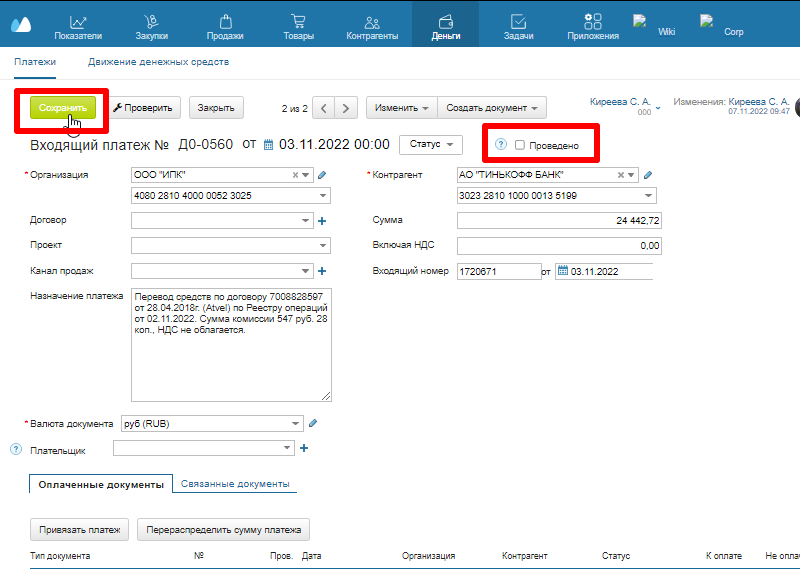 Показатели Закупки Продажи Товары Контрагенты Деньги Задачи Приложения Wiki Corp
Платежи Движение денежных средств
Сохранить Проверить Закрыть 2 из 2 Изменить Создать документ
Киреева С. А.
000
Изменения: Киреева С. А.
07.11.2022 09:47
Входящий платеж № Д0-0560 от 03.11.2022 00:00 Статус ? Проведено
* Организация ООО "ИПК" * Контрагент АО "ТИНЬКОФФ БАНК"
4080 2810 4000 0052 3025 3023 2810 1000 0013 5199
Договор Сумма 24 442,72
Проект Включая НДС 0,00
Канал продаж Входящий номер 1720671 от 03.11.2022
Назначение платежа
Перевод средств по договору 7008828597
от 28.04.2018г. (Atvel) по Реестру операций
от 02.11.2022. Сумма комиссии 547 руб. 28
коп., НДС не облагается.
* Валюта документа руб (RUB)
? Плательщик
Оплаченные документы Связанные документы
Привязать платеж Перераспределить сумму платежа
Тип документа № Пров. Дата Организация Контрагент Статус К оплате Не опла